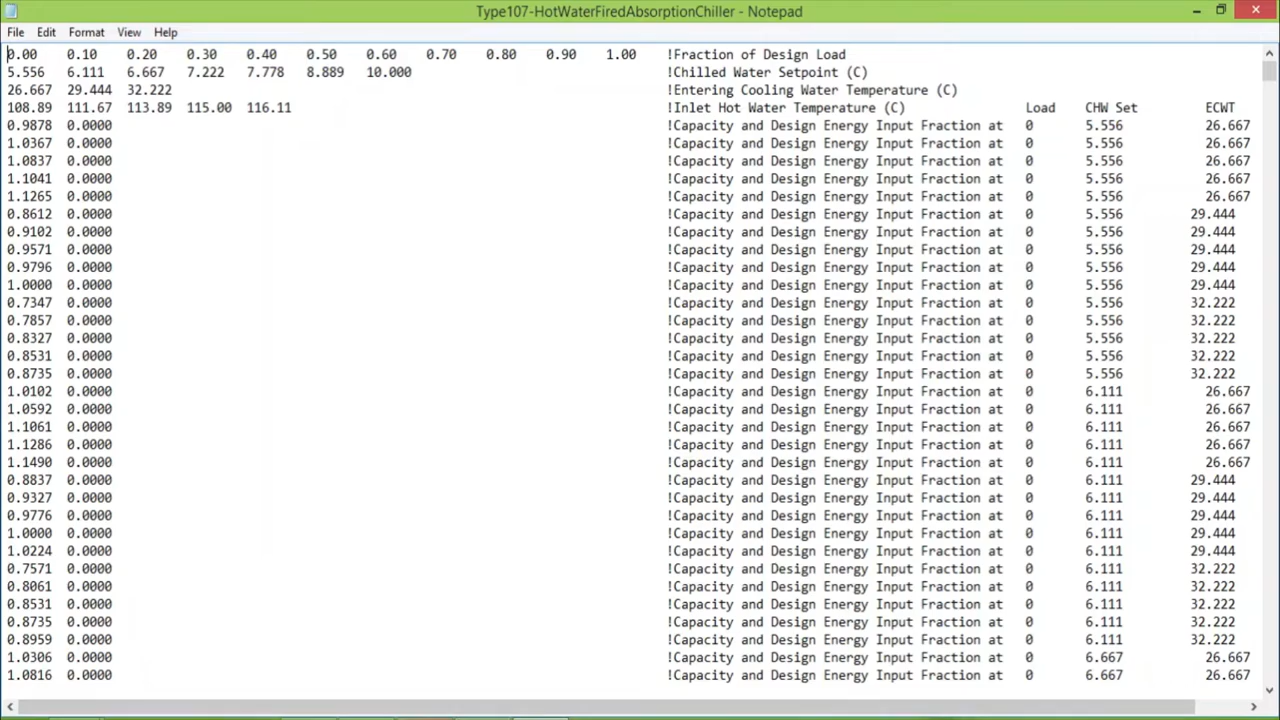 Type107-HotWaterFiredAbsorptionChiller - Notepad
File Edit Format View Help
0.00 0.10 0.20 0.30 0.40 0.50 0.60 0.70 0.80 0.90 1.00 !Fraction of Design Load
5.556 6.111 6.667 7.222 7.778 8.889 10.000 !Chilled Water Setpoint (C)
26.667 29.444 32.222 !Entering Cooling Water Temperature (C)
108.89 111.67 113.89 115.00 116.11 !Inlet Hot Water Temperature (C) Load CHW Set ECWT
0.9878 0.0000 !Capacity and Design Energy Input Fraction at 0 5.556 26.667
1.0367 0.0000 !Capacity and Design Energy Input Fraction at 0 5.556 26.667
1.0837 0.0000 !Capacity and Design Energy Input Fraction at 0 5.556 26.667
1.1041 0.0000 !Capacity and Design Energy Input Fraction at 0 5.556 26.667
1.1265 0.0000 !Capacity and Design Energy Input Fraction at 0 5.556 26.667
0.8612 0.0000 !Capacity and Design Energy Input Fraction at 0 5.556 29.444
0.9102 0.0000 !Capacity and Design Energy Input Fraction at 0 5.556 29.444
0.9571 0.0000 !Capacity and Design Energy Input Fraction at 0 5.556 29.444
0.9796 0.0000 !Capacity and Design Energy Input Fraction at 0 5.556 29.444
1.0000 0.0000 !Capacity and Design Energy Input Fraction at 0 5.556 29.444
0.7347 0.0000 !Capacity and Design Energy Input Fraction at 0 5.556 32.222
0.7857 0.0000 !Capacity and Design Energy Input Fraction at 0 5.556 32.222
0.8327 0.0000 !Capacity and Design Energy Input Fraction at 0 5.556 32.222
0.8531 0.0000 !Capacity and Design Energy Input Fraction at 0 5.556 32.222
0.8735 0.0000 !Capacity and Design Energy Input Fraction at 0 5.556 32.222
1.0102 0.0000 !Capacity and Design Energy Input Fraction at 0 6.111 26.667
1.0592 0.0000 !Capacity and Design Energy Input Fraction at 0 6.111 26.667
1.1061 0.0000 !Capacity and Design Energy Input Fraction at 0 6.111 26.667
1.1286 0.0000 !Capacity and Design Energy Input Fraction at 0 6.111 26.667
1.1490 0.0000 !Capacity and Design Energy Input Fraction at 0 6.111 26.667
0.8837 0.0000 !Capacity and Design Energy Input Fraction at 0 6.111 29.444
0.9327 0.0000 !Capacity and Design Energy Input Fraction at 0 6.111 29.444
0.9776 0.0000 !Capacity and Design Energy Input Fraction at 0 6.111 29.444
1.0000 0.0000 !Capacity and Design Energy Input Fraction at 0 6.111 29.444
1.0224 0.0000 !Capacity and Design Energy Input Fraction at 0 6.111 29.444
0.7571 0.0000 !Capacity and Design Energy Input Fraction at 0 6.111 32.222
0.8061 0.0000 !Capacity and Design Energy Input Fraction at 0 6.111 32.222
0.8531 0.0000 !Capacity and Design Energy Input Fraction at 0 6.111 32.222
0.8735 0.0000 !Capacity and Design Energy Input Fraction at 0 6.111 32.222
0.8959 0.0000 !Capacity and Design Energy Input Fraction at 0 6.111 32.222
1.0306 0.0000 !Capacity and Design Energy Input Fraction at 0 6.667 26.667
1.0816 0.0000 !Capacity and Design Energy Input Fraction at 0 6.667 26.667